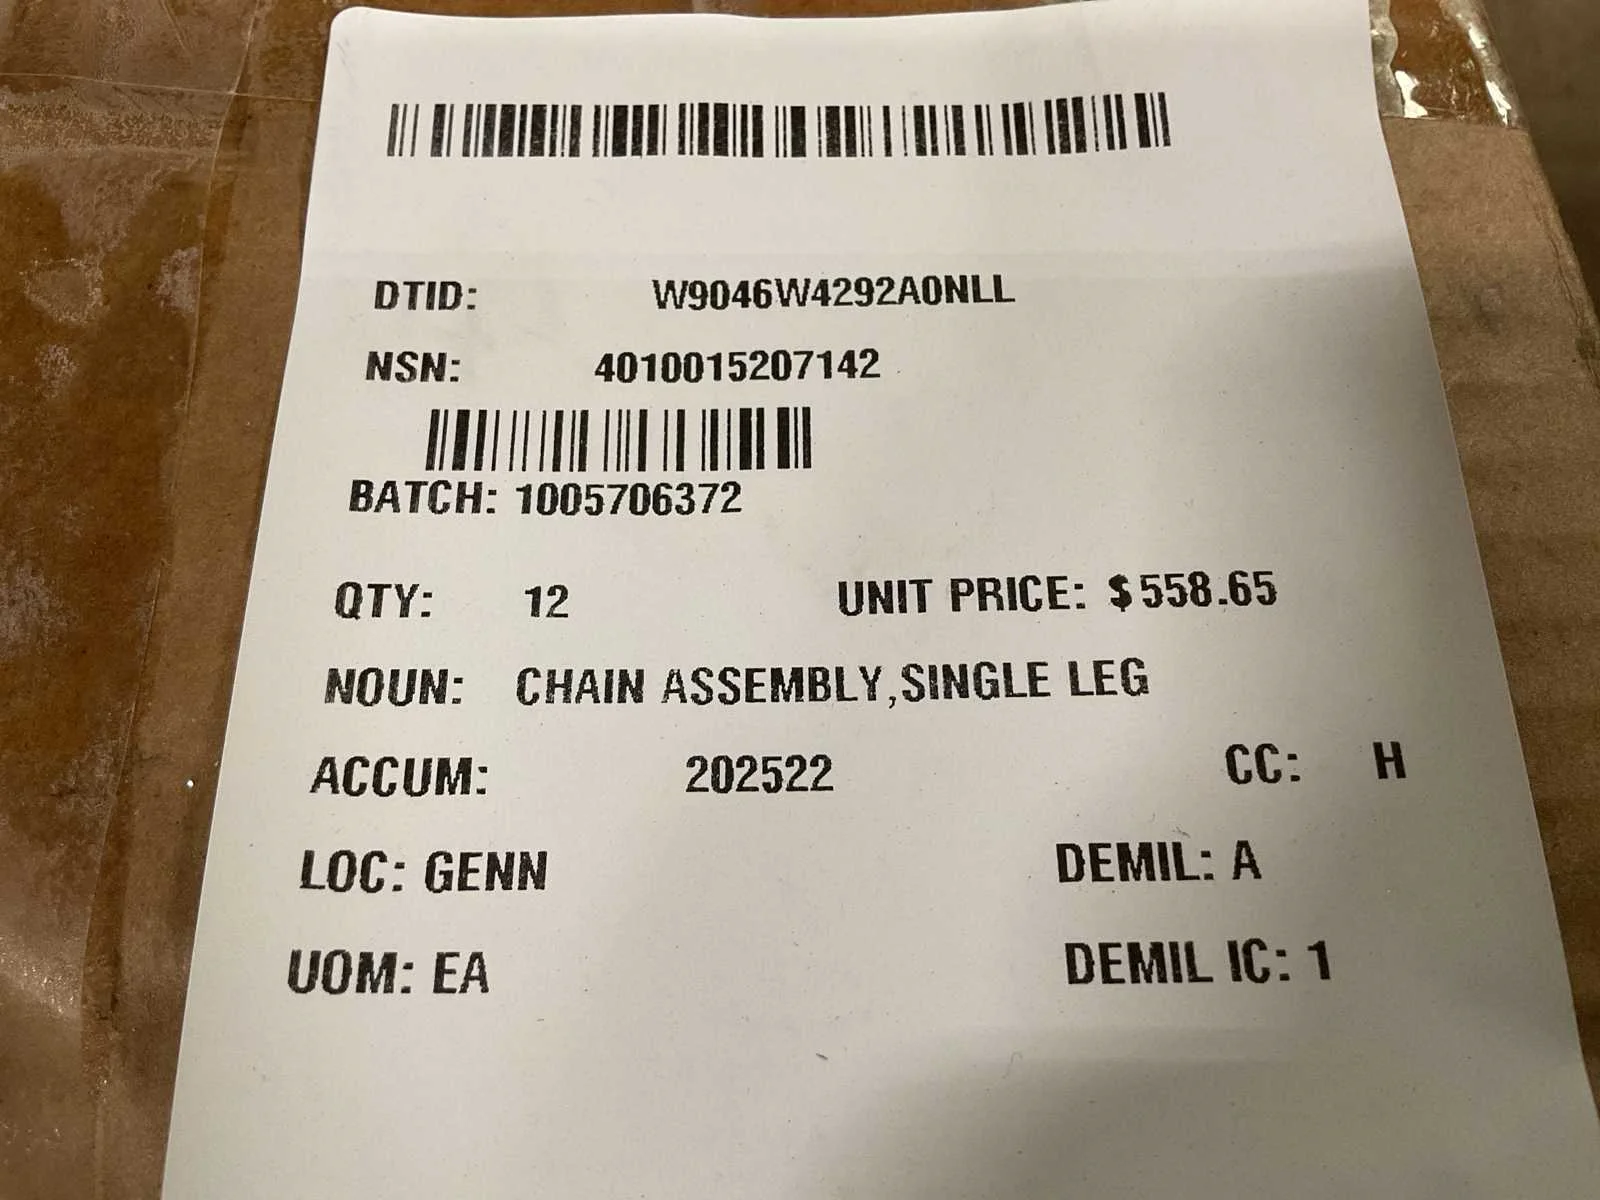 DTID: W9046W4292A0NLL
NSN: 4010015207142
BATCH: 1005706372
QTY: 12 UNIT PRICE: $558.65
NOUN: CHAIN ASSEMBLY,SINGLE LEG
ACCUM: 202522 CC: H
LOC: GENN DEMIL: A
UOM: EA DEMIL IC: 1